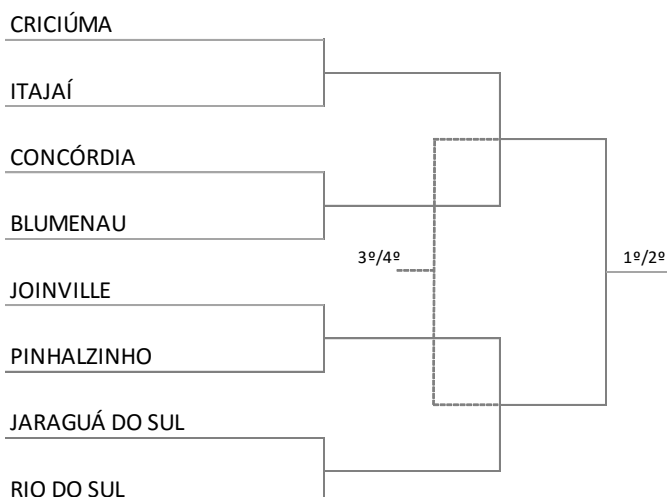 CRICIÚMA
ITAJAÍ
CONCÓRDIA
BLUMENAU
3º/4º
1º/2º
JOINVILLE
PINHALZINHO
JARAGUÁ DO SUL
RIO DO SUL